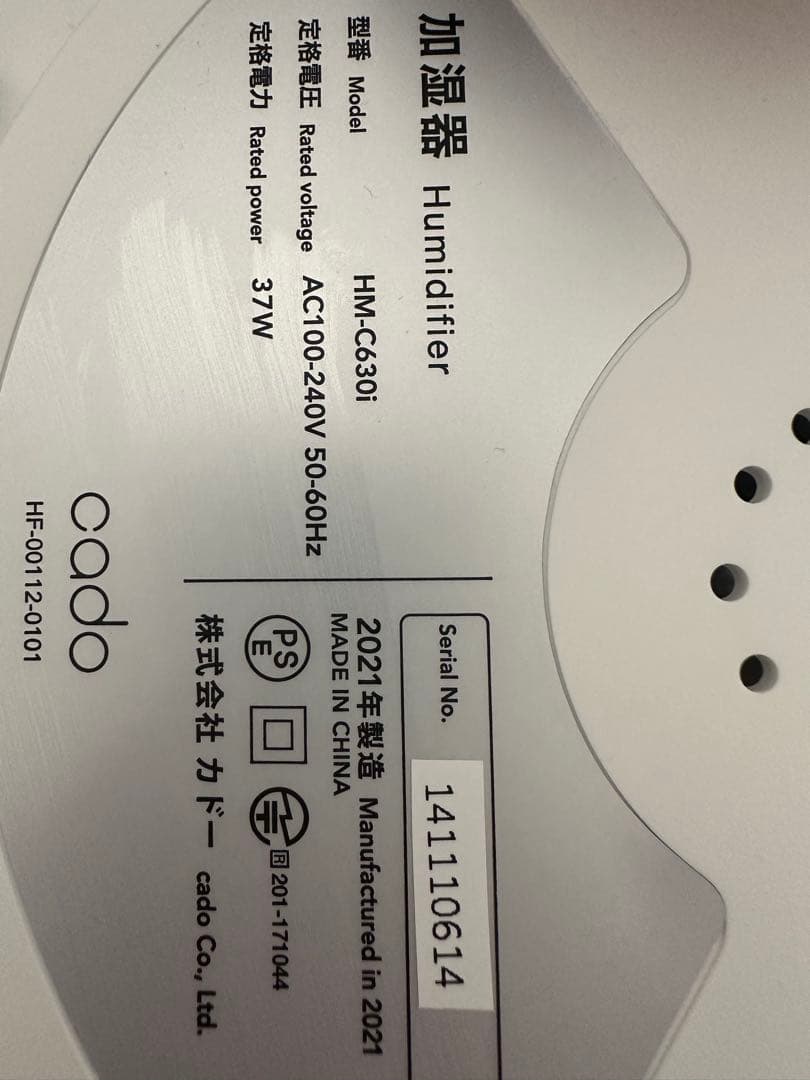 加湿器 Humidifier
型番 Model HM-C630i
定格電圧 Rated voltage AC100-240V 50-60Hz
定格電力 Rated power 37W
Serial No. 141110614
2021年製造 Manufactured in 2021
MADE IN CHINA
PS
E
R 201-171044
株式会社 カドー cado Co., Ltd.
cado
HF-00112-0101